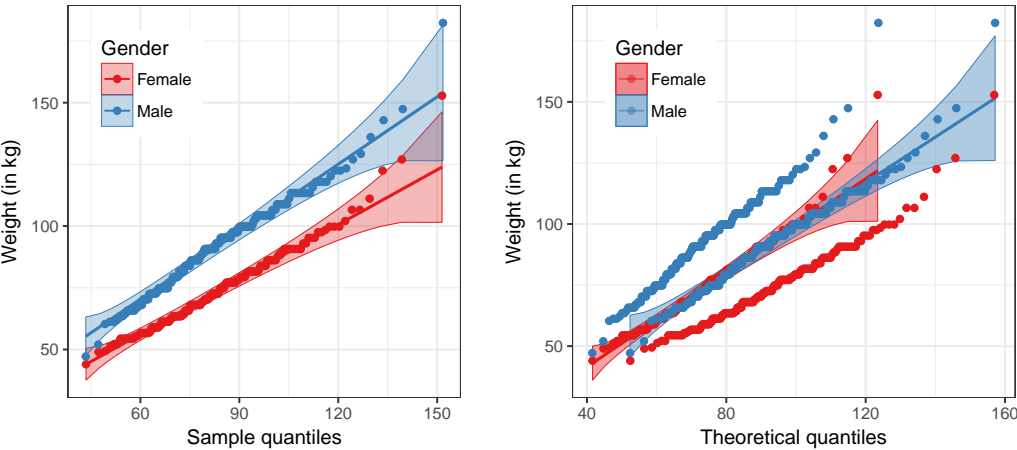 Gender
Female
Male
150
100
50
60
90
120
150
Sample quantiles
Weight (in kg)
Gender
Female
Male
150
100
50
40
80
120
160
Theoretical quantiles
Weight (in kg)